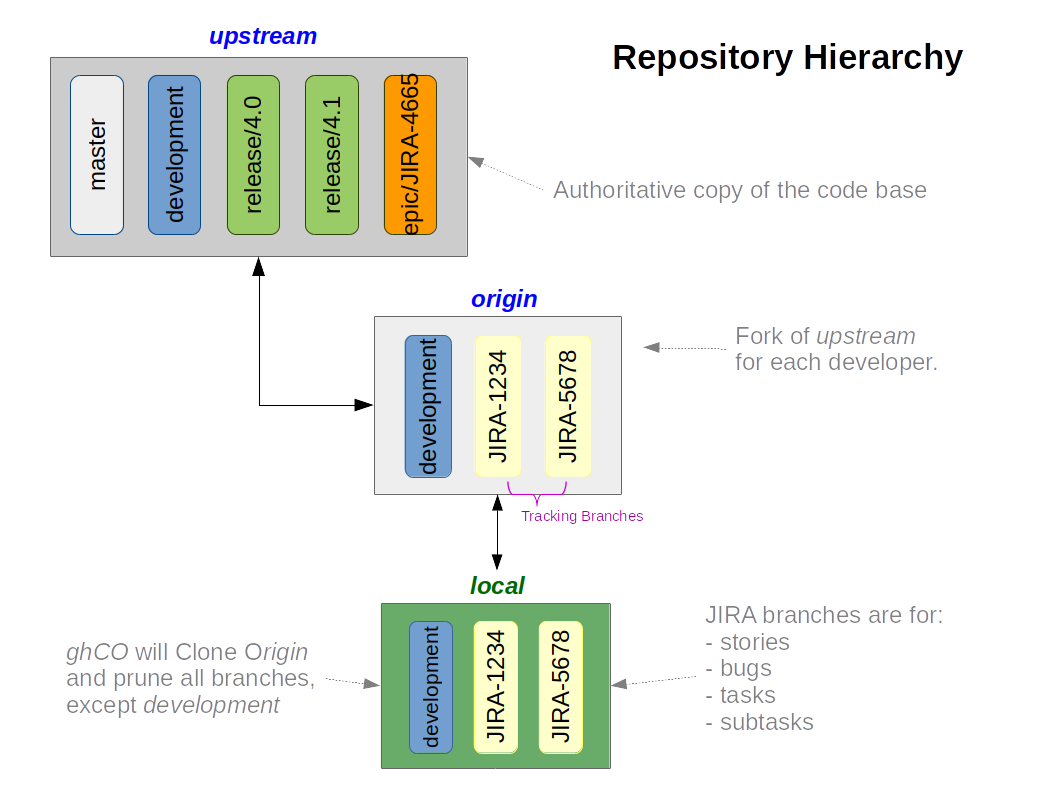 upstream
Repository Hierarchy
master
development
release/4.0
release/4.1
epic/JIRA-4665
Authoritative copy of the code base
origin
development
JIRA-1234
JIRA-5678
Fork of upstream
for each developer.
Tracking Branches
local
development
JIRA-1234
JIRA-5678
ghCO will Clone Origin
and prune all branches,
except development
JIRA branches are for:
- stories
- bugs
- tasks
- subtasks